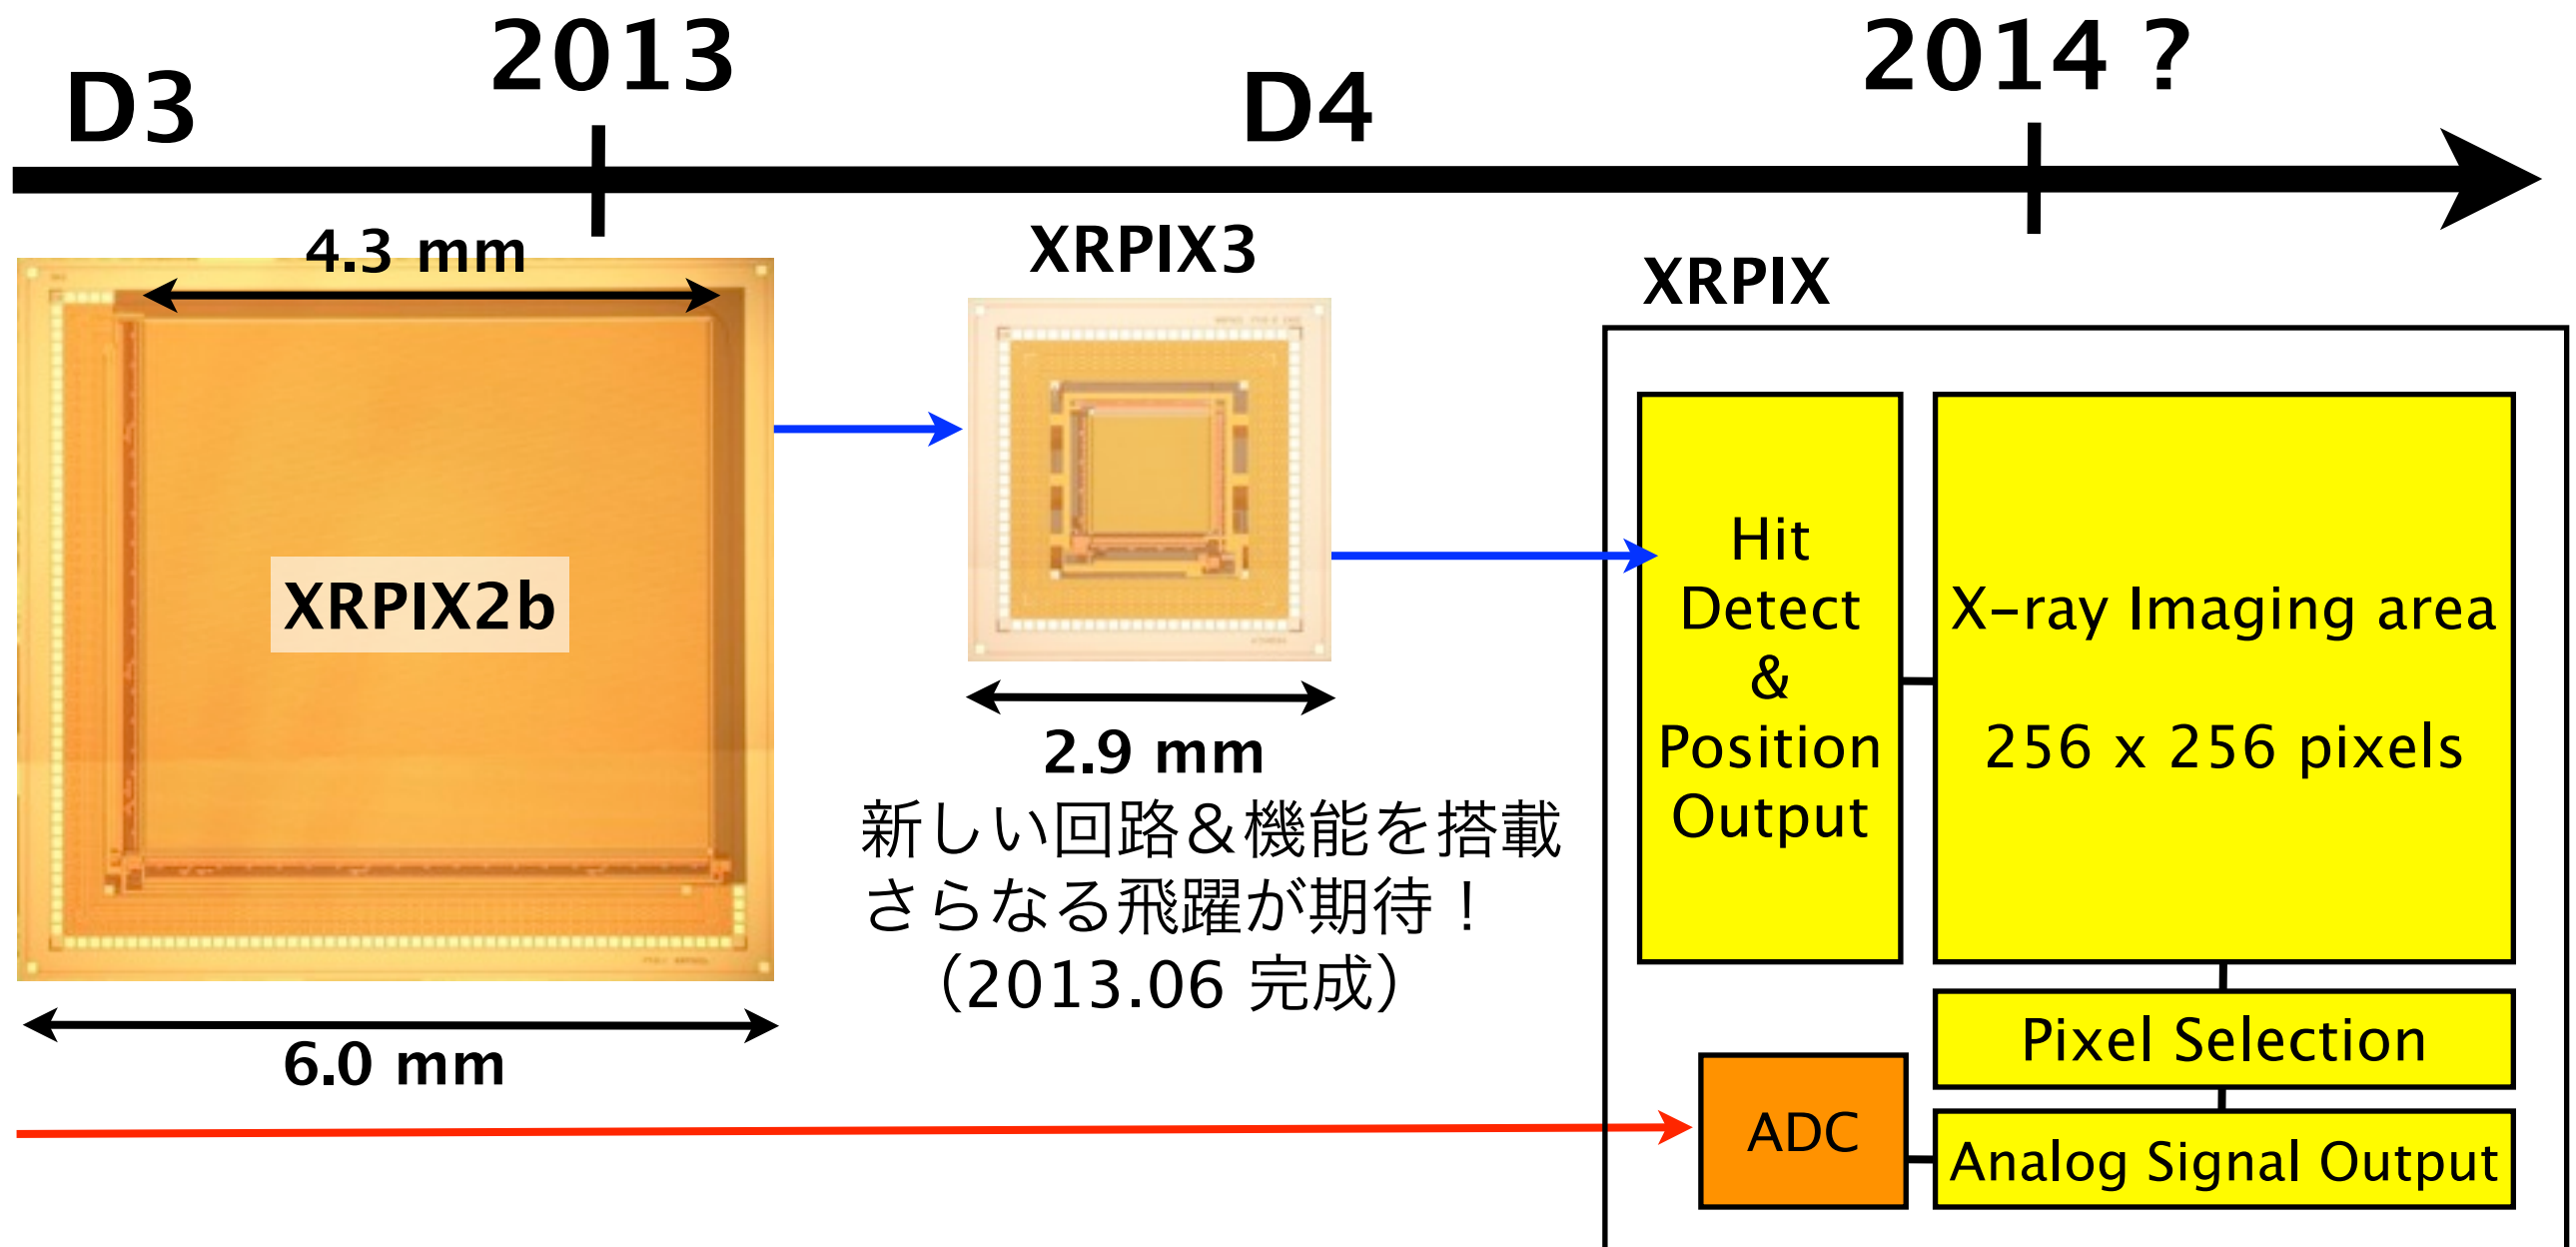 D3
2013
D4
2014？
4.3 mm
XRPIX2b
6.0 mm
XRPIX3
2.9 mm
新しい回路＆機能を搭載
さらなる飛躍が期待！
（2013.06 完成）
XRPIX
Hit
Detect
&
Position
Output
X-ray Imaging area
256 x 256 pixels
Pixel Selection
ADC
Analog Signal Output